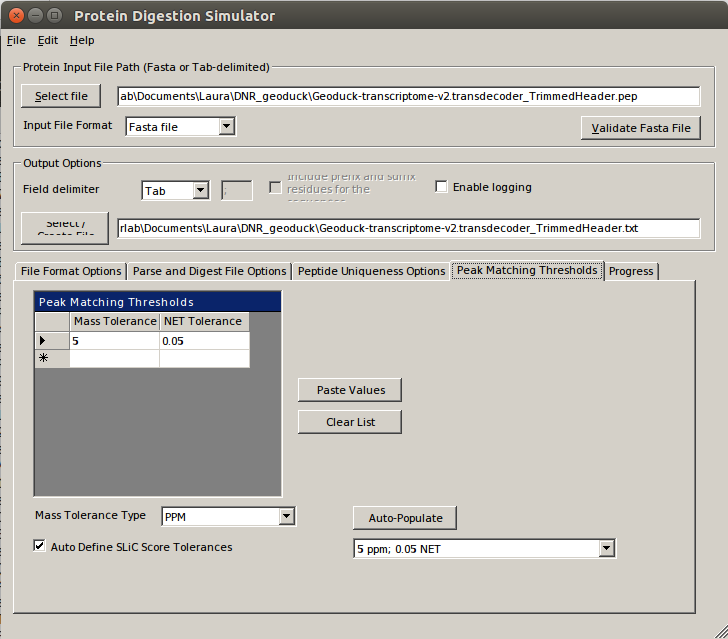 Protein Digestion Simulator
File Edit Help
Protein Input File Path (Fasta or Tab-delimited)
Select file
ab\Documents\Laura\DNR_geoduck\Geoduck-transcriptome-v2.transdecoder_TrimmedHeader.pep
Input File Format
Fasta file
Validate Fasta File
Output Options
Field delimiter
Tab
;
Include prefix and suffix
residues for the
sequences
Enable logging
Select /
Create File
rlab\Documents\Laura\DNR_geoduck\Geoduck-transcriptome-v2.transdecoder_TrimmedHeader.txt
File Format Options
Parse and Digest File Options
Peptide Uniqueness Options
Peak Matching Thresholds
Progress
Peak Matching Thresholds
Mass Tolerance NET Tolerance
5 0.05
*
Paste Values
Clear List
Mass Tolerance Type
PPM
Auto-Populate
Auto Define SLiC Score Tolerances
5 ppm; 0.05 NET